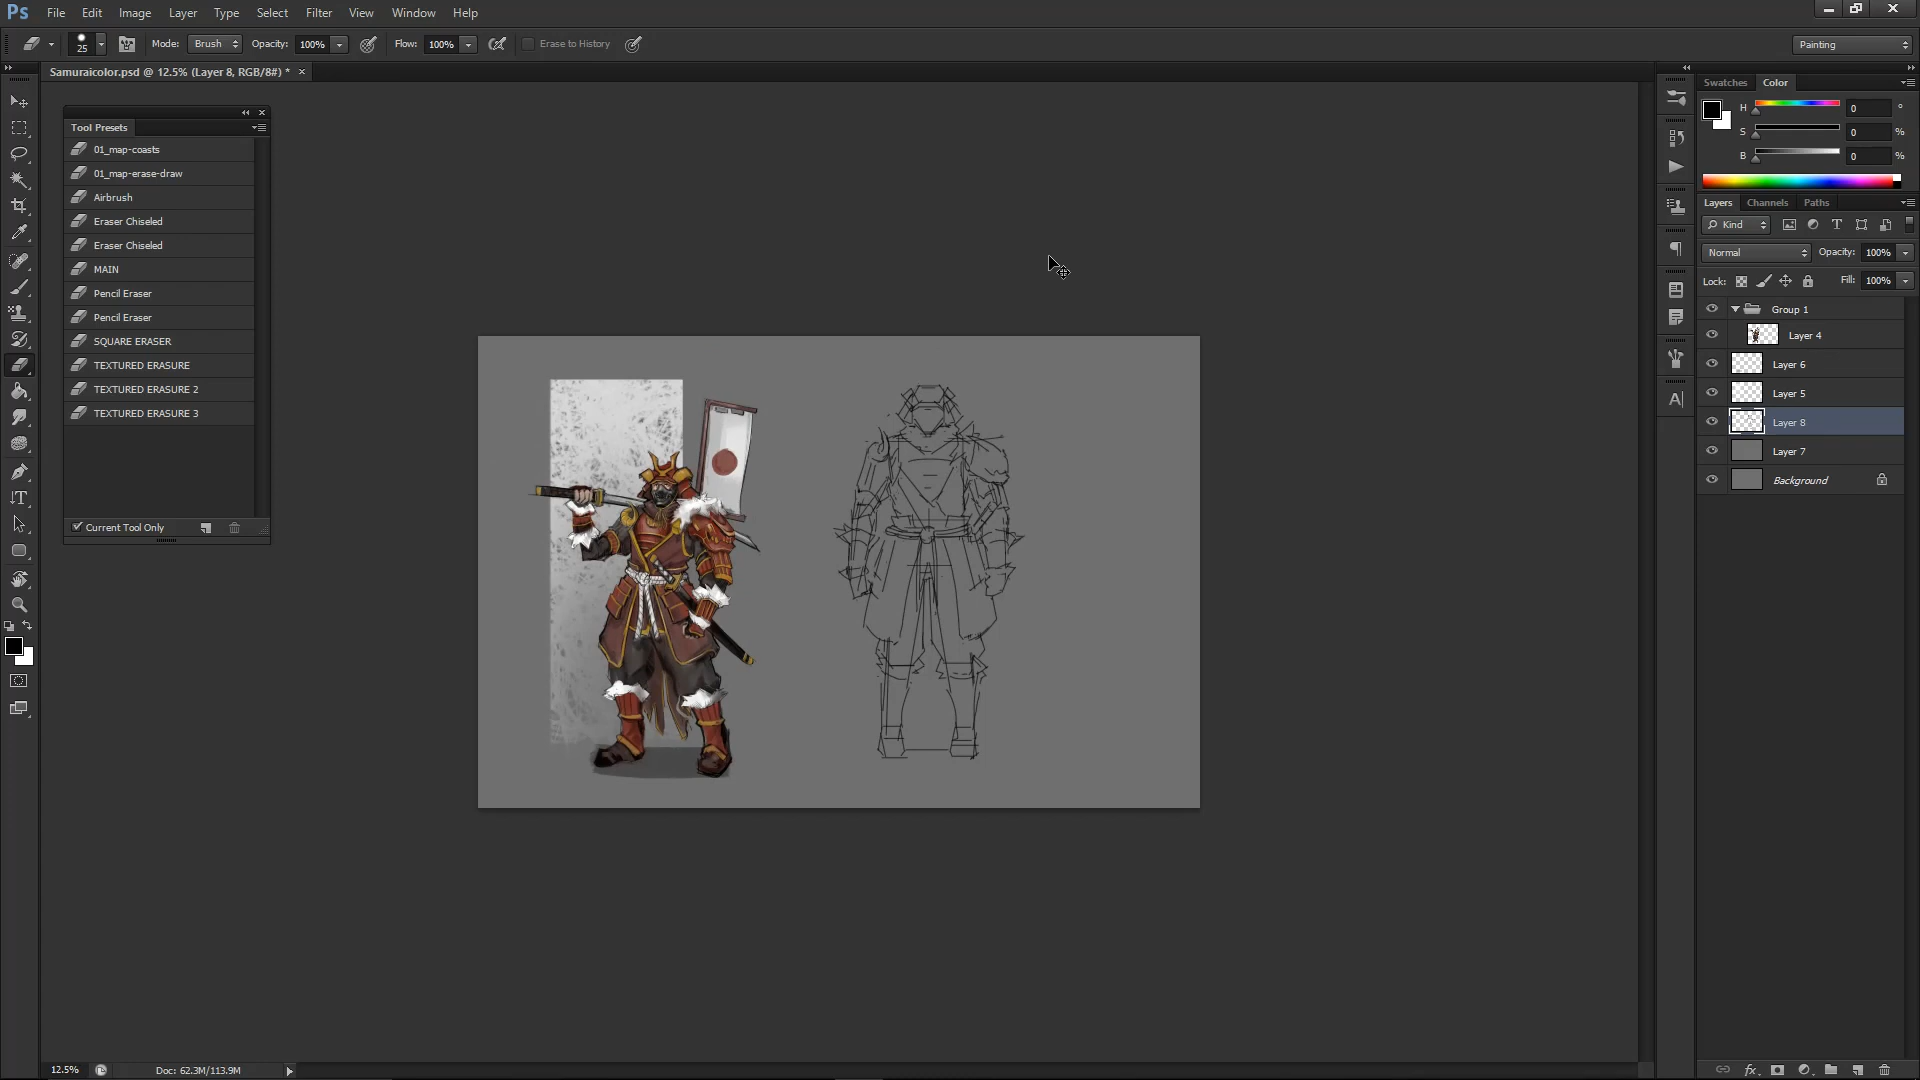 Ps File Edit Image Layer Type Select Filter View Window Help
25 Mode: Brush Opacity: 100% Flow: 100% Erase to History Painting
Samuraicolor.psd @ 12.5% (Layer 8, RGB/8#) * ×
Tool Presets
01_map-coasts
01_map-erase-draw
Airbrush
Eraser Chiseled
Eraser Chiseled
MAIN
Pencil Eraser
Pencil Eraser
SQUARE ERASER
TEXTURED ERASURE
TEXTURED ERASURE 2
TEXTURED ERASURE 3
Current Tool Only
Swatches Color
H 0 °
S 0 %
B 0 %
Layers Channels Paths
Kind
Normal Opacity: 100%
Lock: Fill: 100%
Group 1
Layer 4
Layer 6
Layer 5
Layer 8
Layer 7
Background
12.5% Doc: 62.3M/113.9M